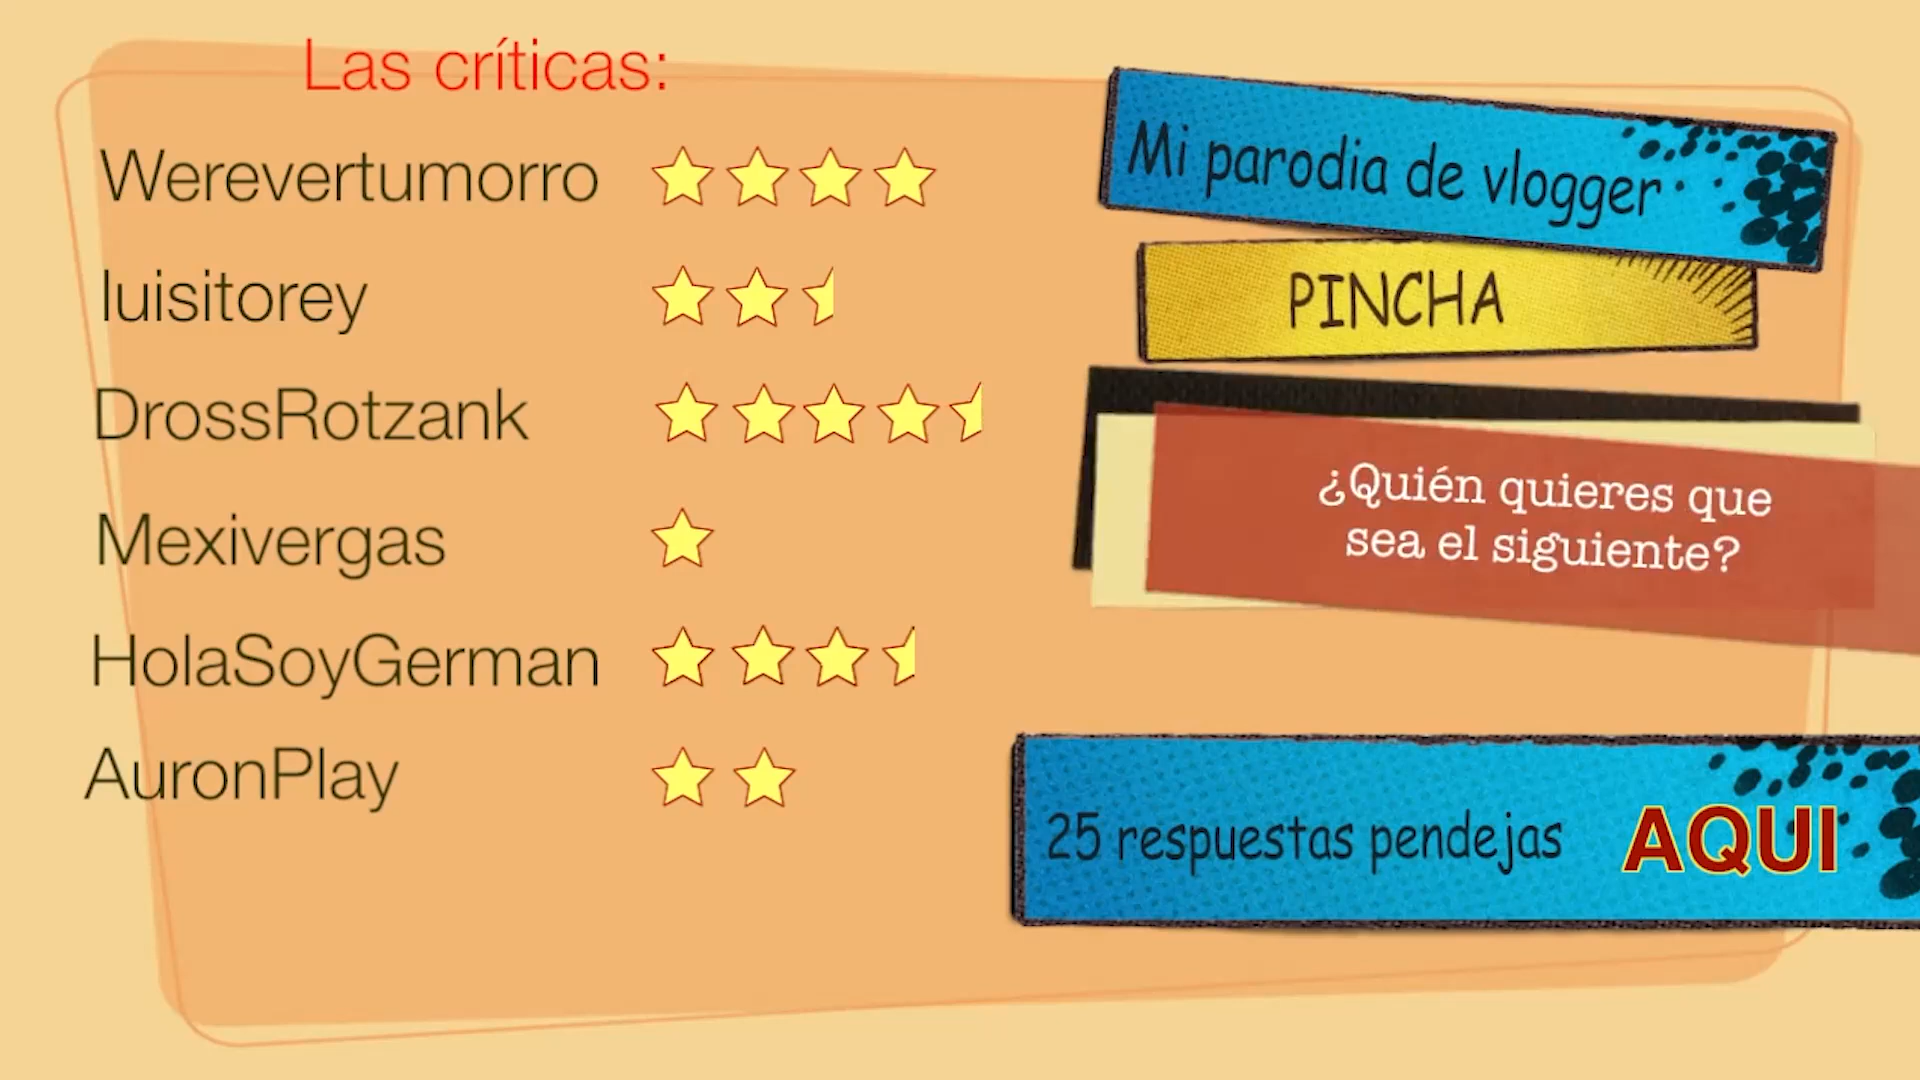 Las críticas:
Werevertumorro
luisitorey
DrossRotzank
Mexivergas
HolaSoyGerman
AuronPlay
Mi parodia de vlogger
PINCHA
¿Quién quieres que
sea el siguiente?
25 respuestas pendejas AQUI